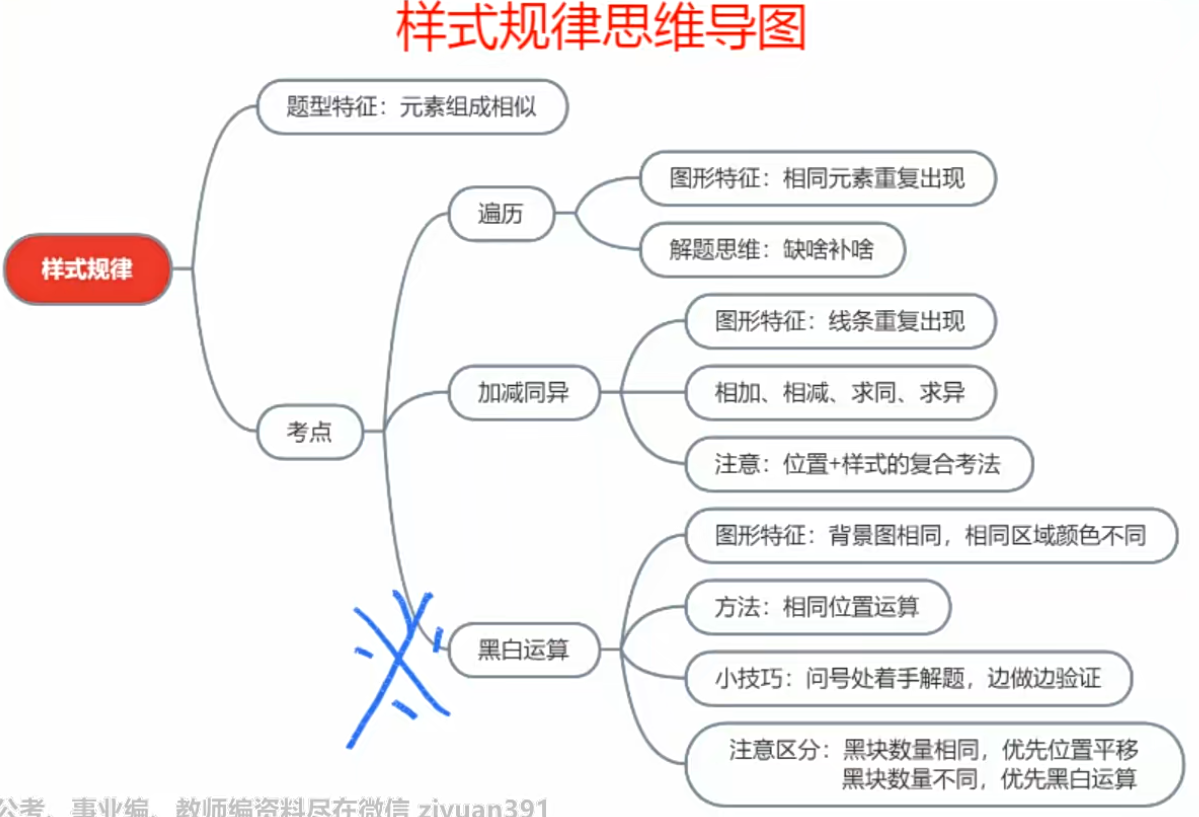 样式规律思维导图
题型特征：元素组成相似
样式规律
考点
遍历
图形特征：相同元素重复出现
解题思维：缺啥补啥
加减同异
图形特征：线条重复出现
相加、相减、求同、求异
注意：位置+样式的复合考法
黑白运算
图形特征：背景图相同，相同区域颜色不同
方法：相同位置运算
小技巧：问号处着手解题，边做边验证
注意区分：黑块数量相同，优先位置平移
黑块数量不同，优先黑白运算
公考、事业编、教师编资料尽在微信 ziyuan391